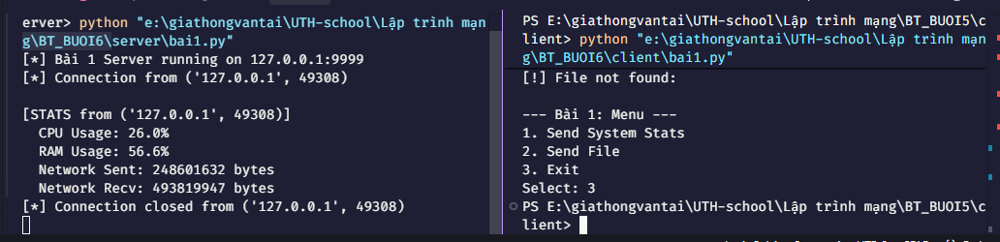 erver> python "e:\giathongvantai\UTH-school\Lập trình mạn
g\BT_BUOI6\server\bai1.py"
[*] Bài 1 Server running on 127.0.0.1:9999
[*] Connection from ('127.0.0.1', 49308)
[STATS from ('127.0.0.1', 49308)]
CPU Usage: 26.0%
RAM Usage: 56.6%
Network Sent: 248601632 bytes
Network Recv: 493819947 bytes
[*] Connection closed from ('127.0.0.1', 49308)
PS E:\giathongvantai\UTH-school\Lập trình mạng\BT_BUOI5\c
lient> python "e:\giathongvantai\UTH-school\Lập trình mạn
g\BT_BUOI6\client\bai1.py"
[!] File not found:
--- Bài 1: Menu ---
1. Send System Stats
2. Send File
3. Exit
Select: 3
PS E:\giathongvantai\UTH-school\Lập trình mạng\BT_BUOI5\c
lient>